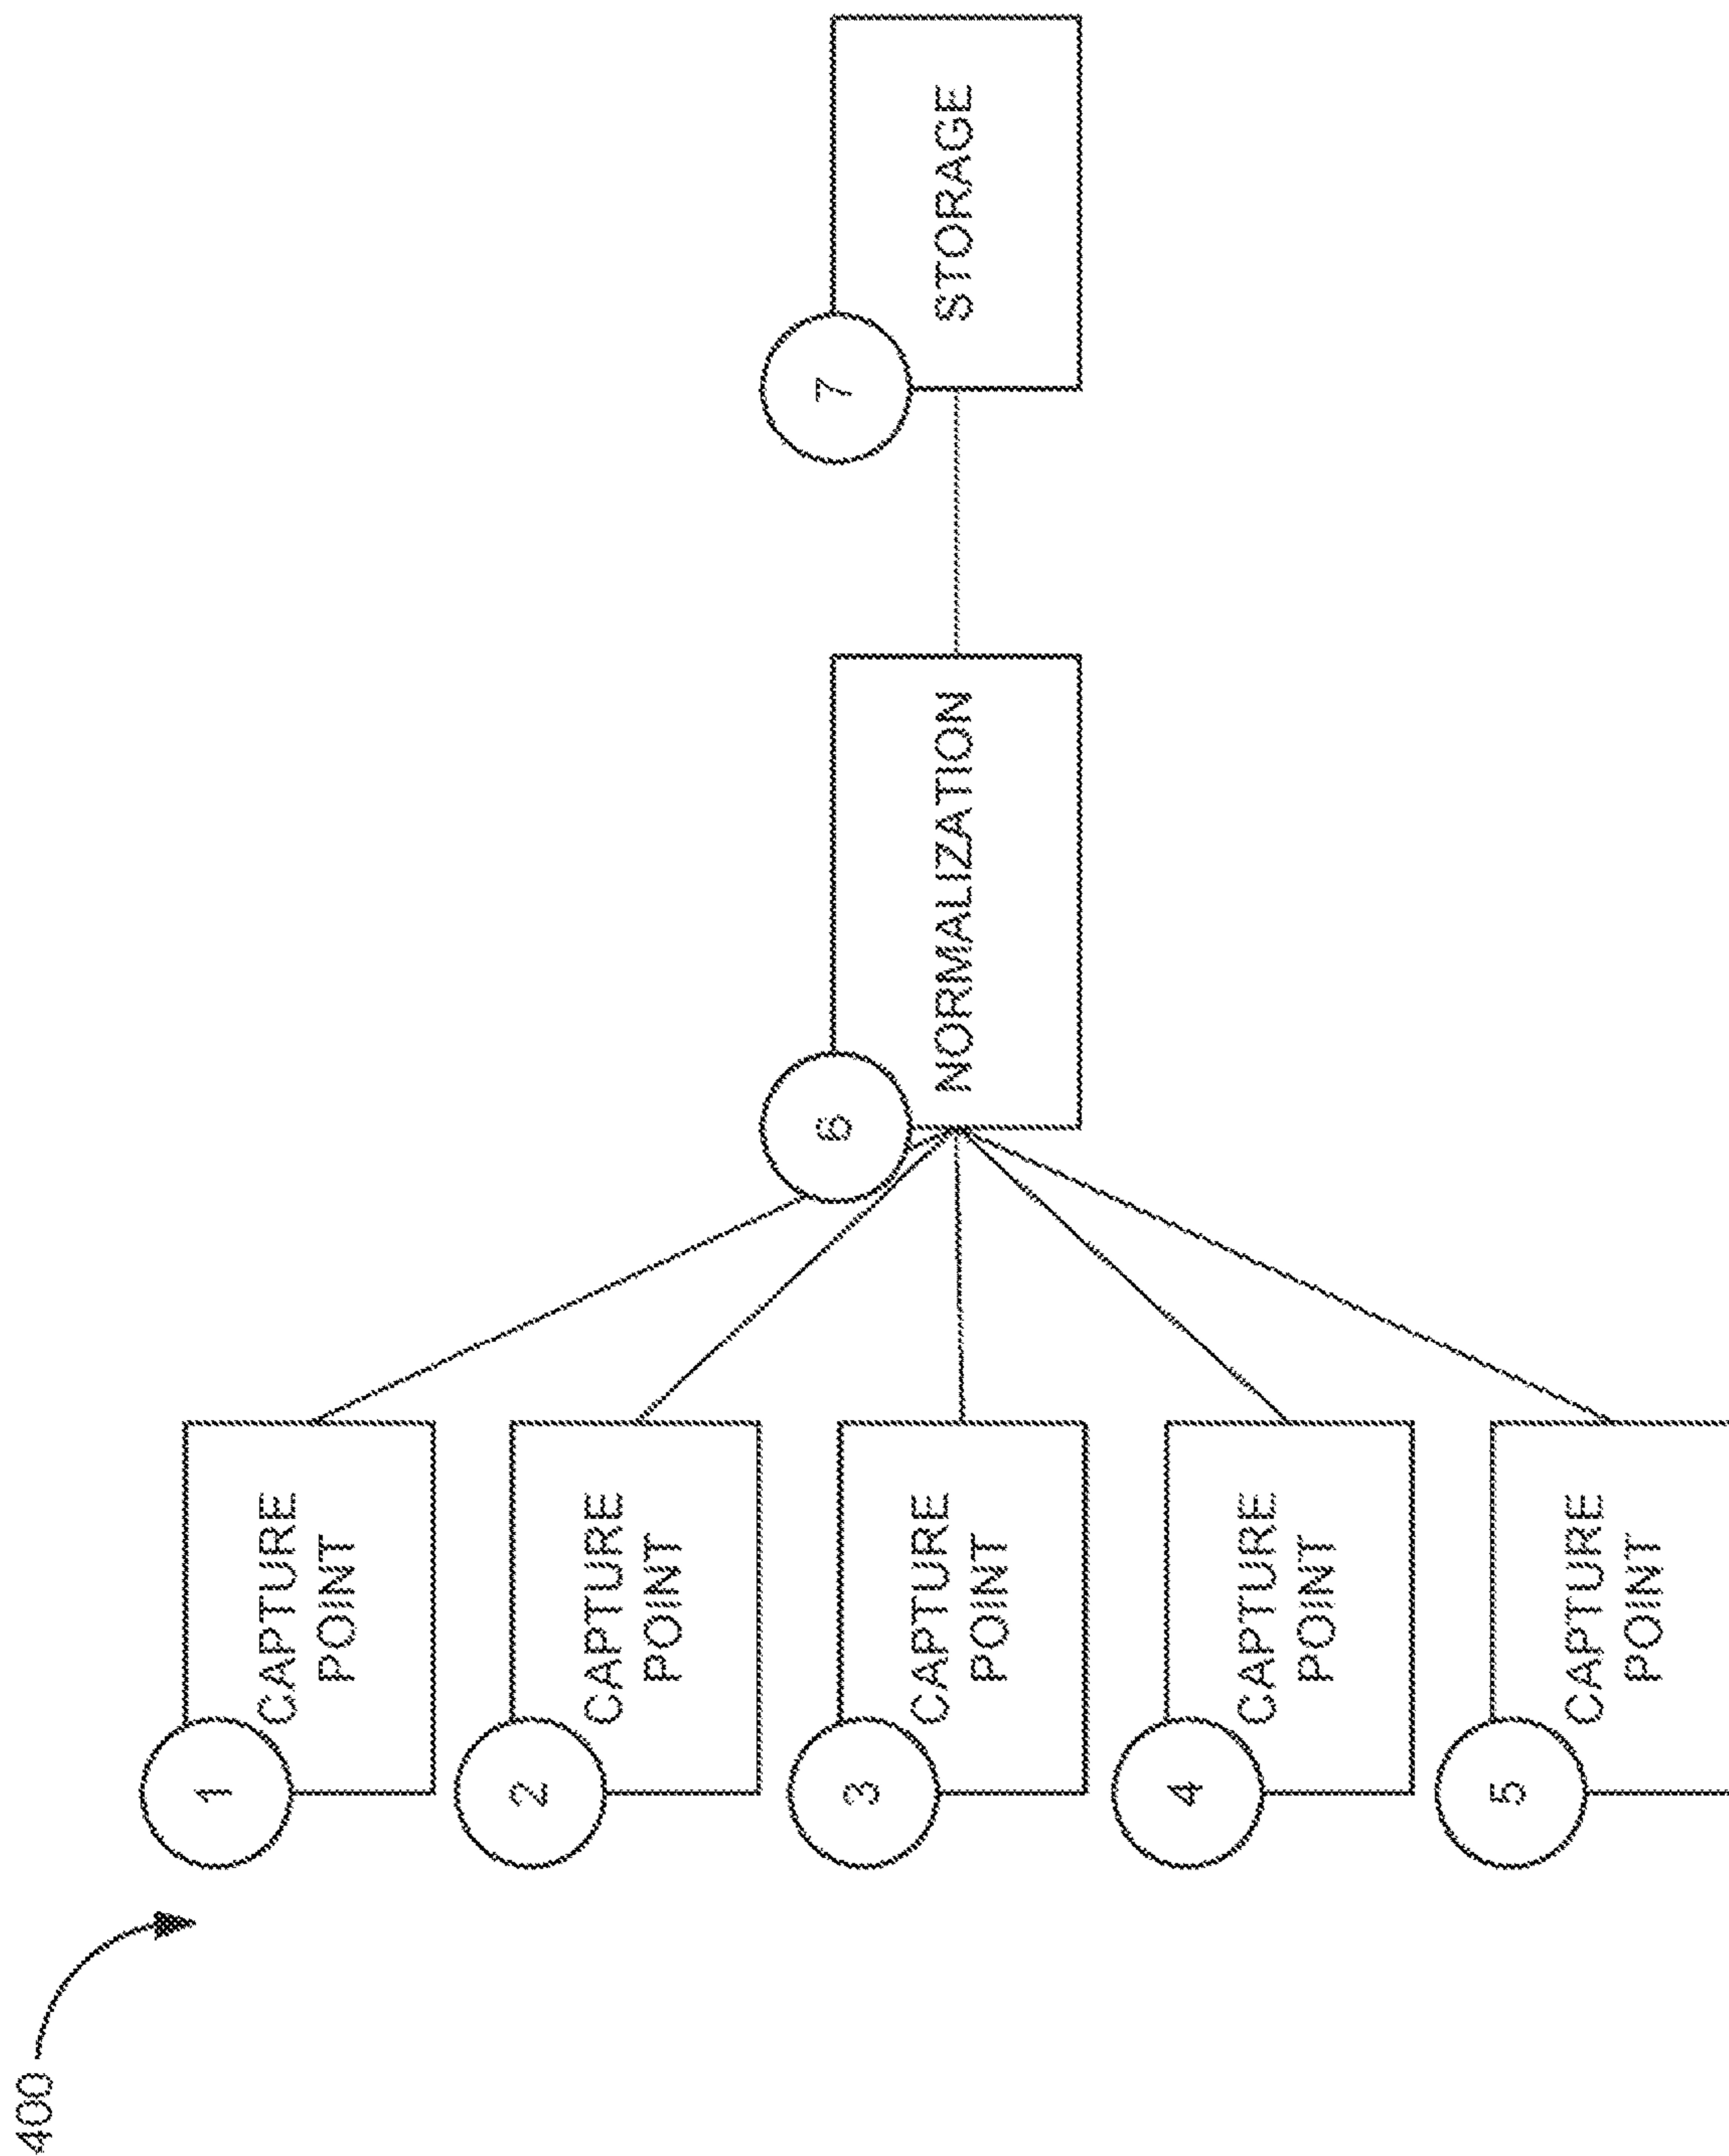 400
1
CAPTURE
POINT
2
CAPTURE
POINT
3
CAPTURE
POINT
4
CAPTURE
POINT
5
CAPTURE
POINT
6
NORMALIZATION
7
STORAGE